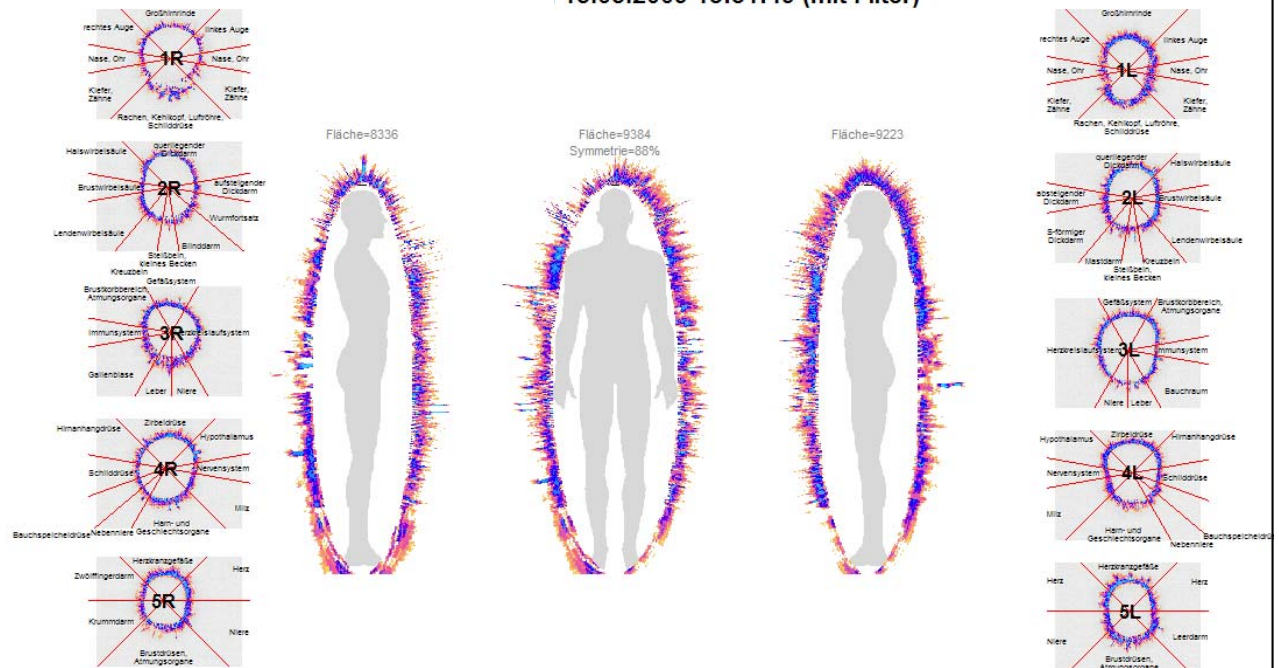 (mit Filter)
Großhirnrinde
rechtes Auge
linkes Auge
1R
Nase, Ohr
Nase, Ohr
Kiefer,
Zähne
Kiefer,
Zähne
Rachen, Kehlkopf, Luftröhre,
Schilddrüse
Halswirbelsäule
querliegender
Dickdarm
Brustwirbelsäule
2R
aufsteigender
Dickdarm
Wurmfortsatz
Lendenwirbelsäule
Blinddarm
Steißbein,
kleines Becken
Kreuzbein
Gefäßsystem
Brustkorbbereich,
Atmungsorgane
Immunsystem
3R
Herzkreislaufsystem
Gallenblase
Leber
Niere
Zirbeldrüse
Hirnanhangdrüse
Hypothalamus
Schilddrüse
4R
Nervensystem
Milz
Harn- und
Geschlechtsorgane
Nebenniere
Bauchspeicheldrüse
Herzkranzgefäße
Zwölffingerdarm
Herz
5R
Krummdarm
Niere
Brustdrüsen,
Atmungsorgane
Fläche=8336
Fläche=9384
Symmetrie=88%
Fläche=9223
Großhirnrinde
rechtes Auge
linkes Auge
1L
Nase, Ohr
Nase, Ohr
Kiefer,
Zähne
Kiefer,
Zähne
Rachen, Kehlkopf, Luftröhre,
Schilddrüse
querliegender
Dickdarm
Halswirbelsäule
absteigender
Dickdarm
2L
Brustwirbelsäule
S-förmiger
Dickdarm
Lendenwirbelsäule
Mastdarm
Kreuzbein
Steißbein,
kleines Becken
Gefäßsystem
Brustkorbbereich,
Atmungsorgane
Herzkreislaufsystem
3L
Immunsystem
Bauchraum
Niere
Leber
Zirbeldrüse
Hypothalamus
Hirnanhangdrüse
Nervensystem
4L
Schilddrüse
Milz
Harn- und
Geschlechtsorgane
Nebenniere
Herzkranzgefäße
Herz
Herz
5L
Niere
Leerdarm
Brustdrüsen,
Atmungsorgane